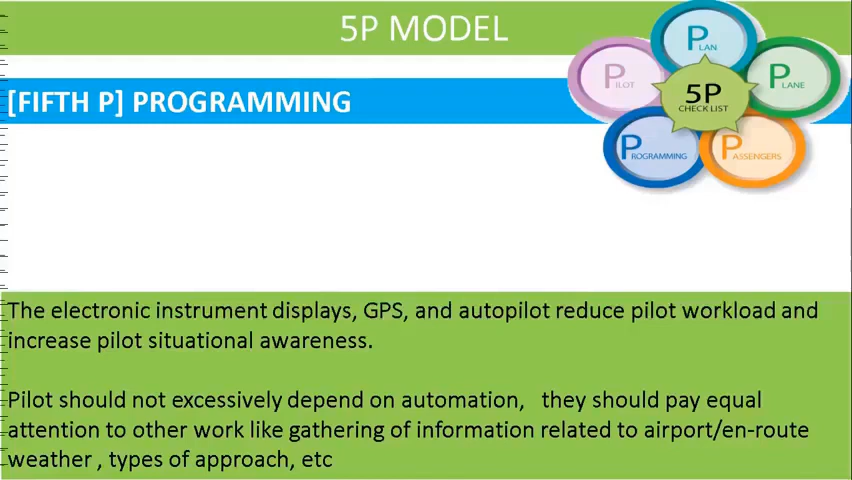 5P MODEL
[FIFTH P] PROGRAMMING
PLAN
PILOT
PLANE
5P
CHECK LIST
PROGRAMMING
PASSENGERS
The electronic instrument displays, GPS, and autopilot reduce pilot workload and
increase pilot situational awareness.
Pilot should not excessively depend on automation,   they should pay equal
attention to other work like gathering of information related to airport/en-route
weather , types of approach, etc